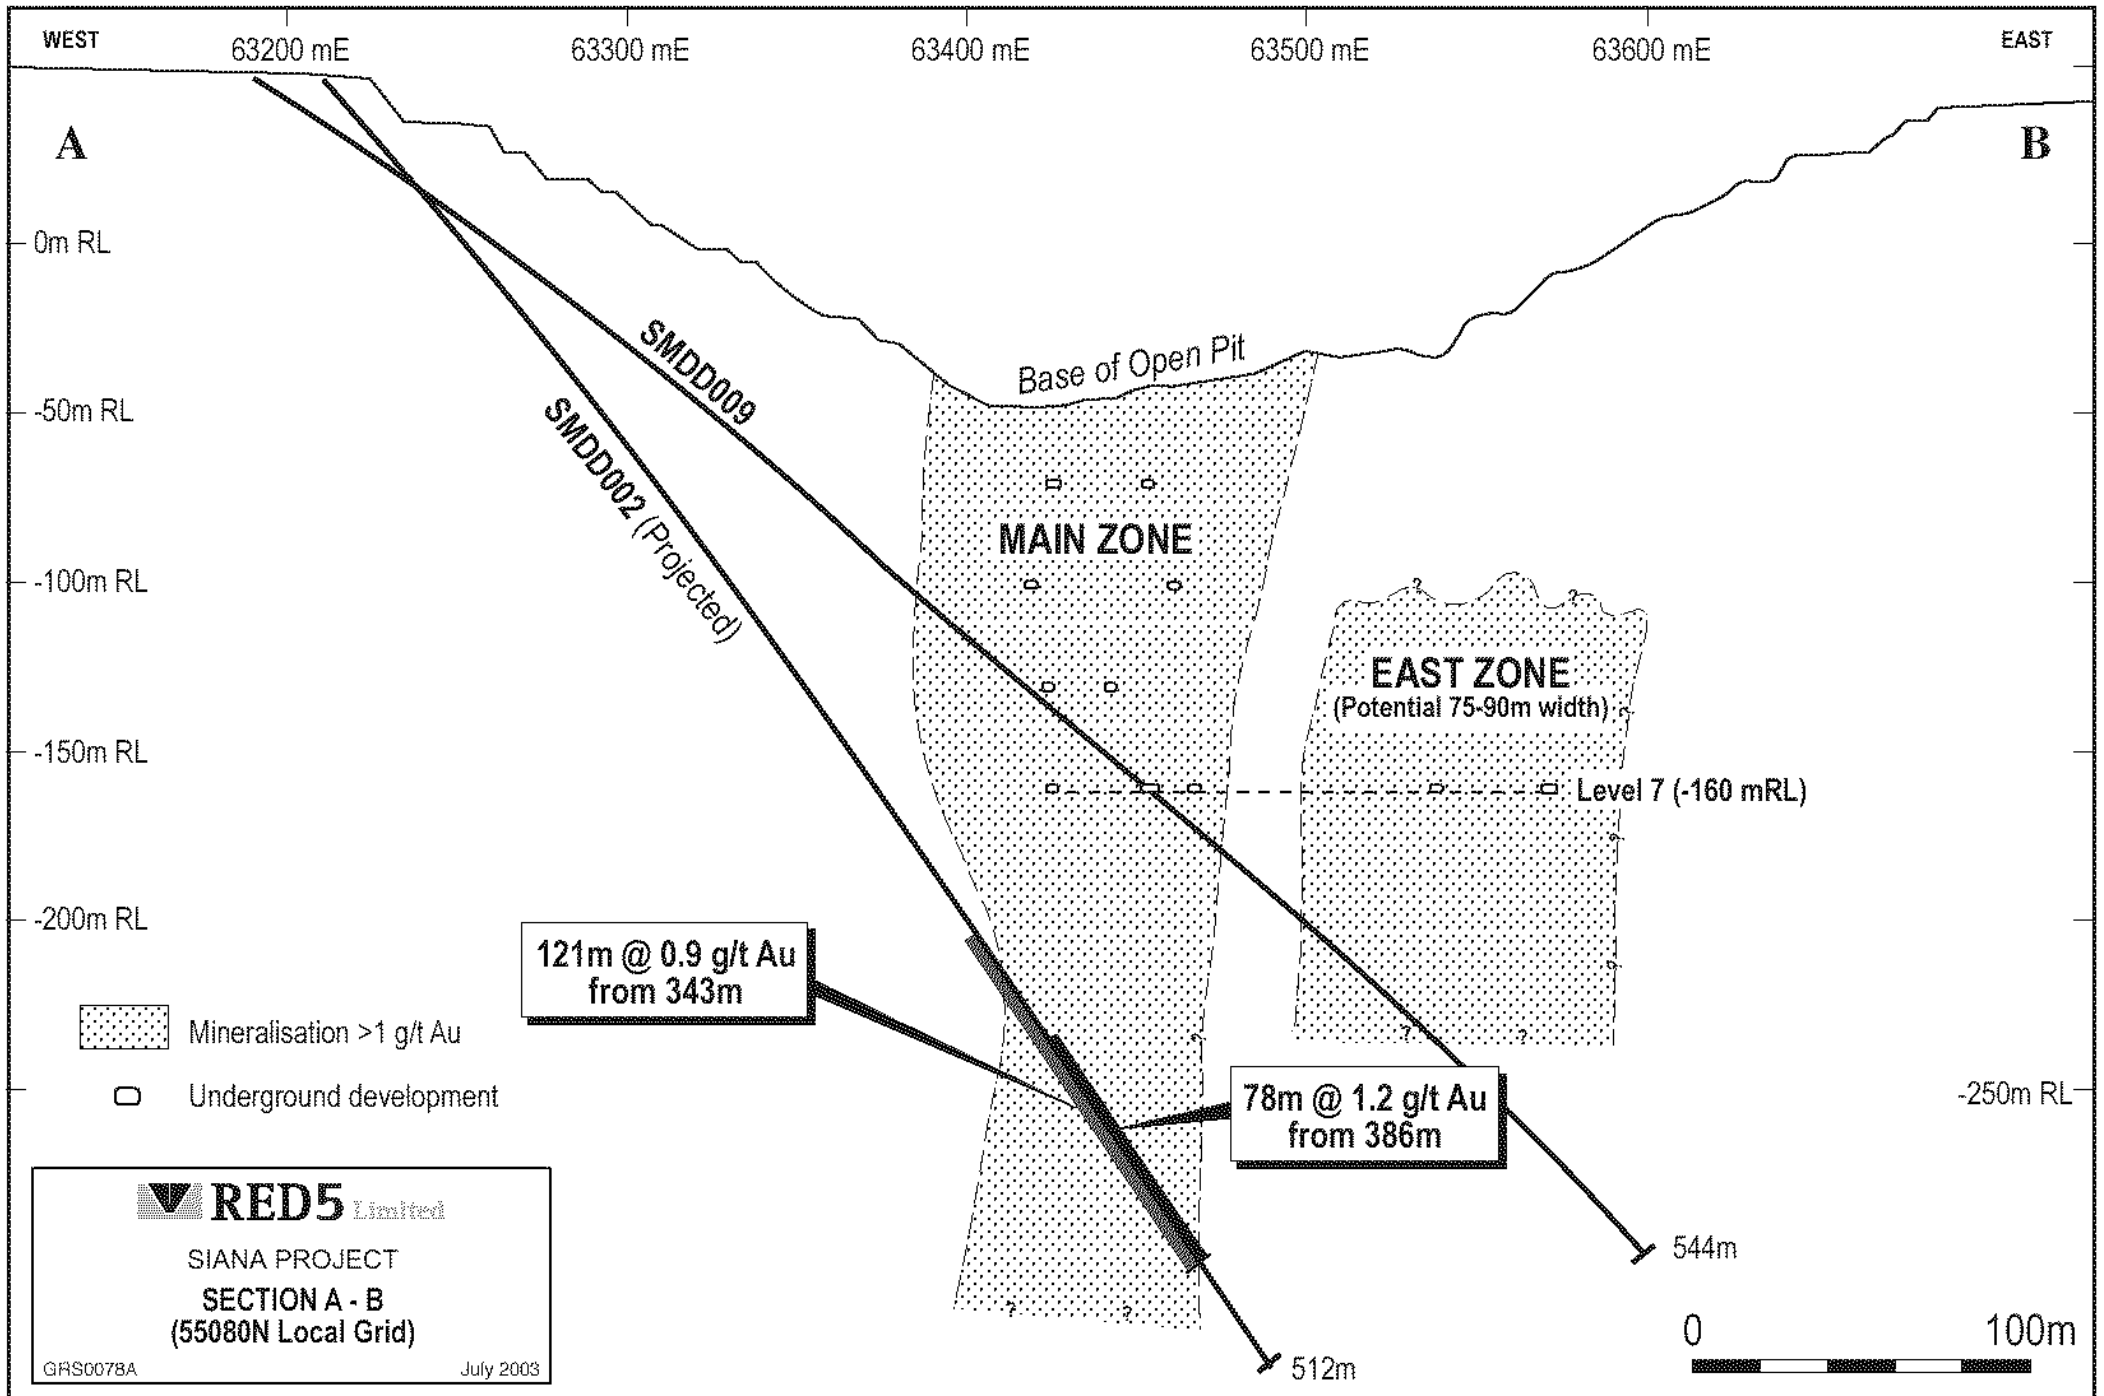 WEST
63200 mE
63300 mE
63400 mE
63500 mE
63600 mE
EAST
A
B
0m RL
-50m RL
-100m RL
-150m RL
-200m RL
-250m RL
SMDD009
SMDD002 (Projected)
Base of Open Pit
MAIN ZONE
EAST ZONE
(Potential 75-90m width)
Level 7 (-160 mRL)
?
?
?
?
?
?
?
?
?
?
121m @ 0.9 g/t Au
from 343m
78m @ 1.2 g/t Au
from 386m
Mineralisation >1 g/t Au
Underground development
RED5 Limited
SIANA PROJECT
SECTION A - B
(55080N Local Grid)
GRS0078A
July 2003
544m
512m
0
100m